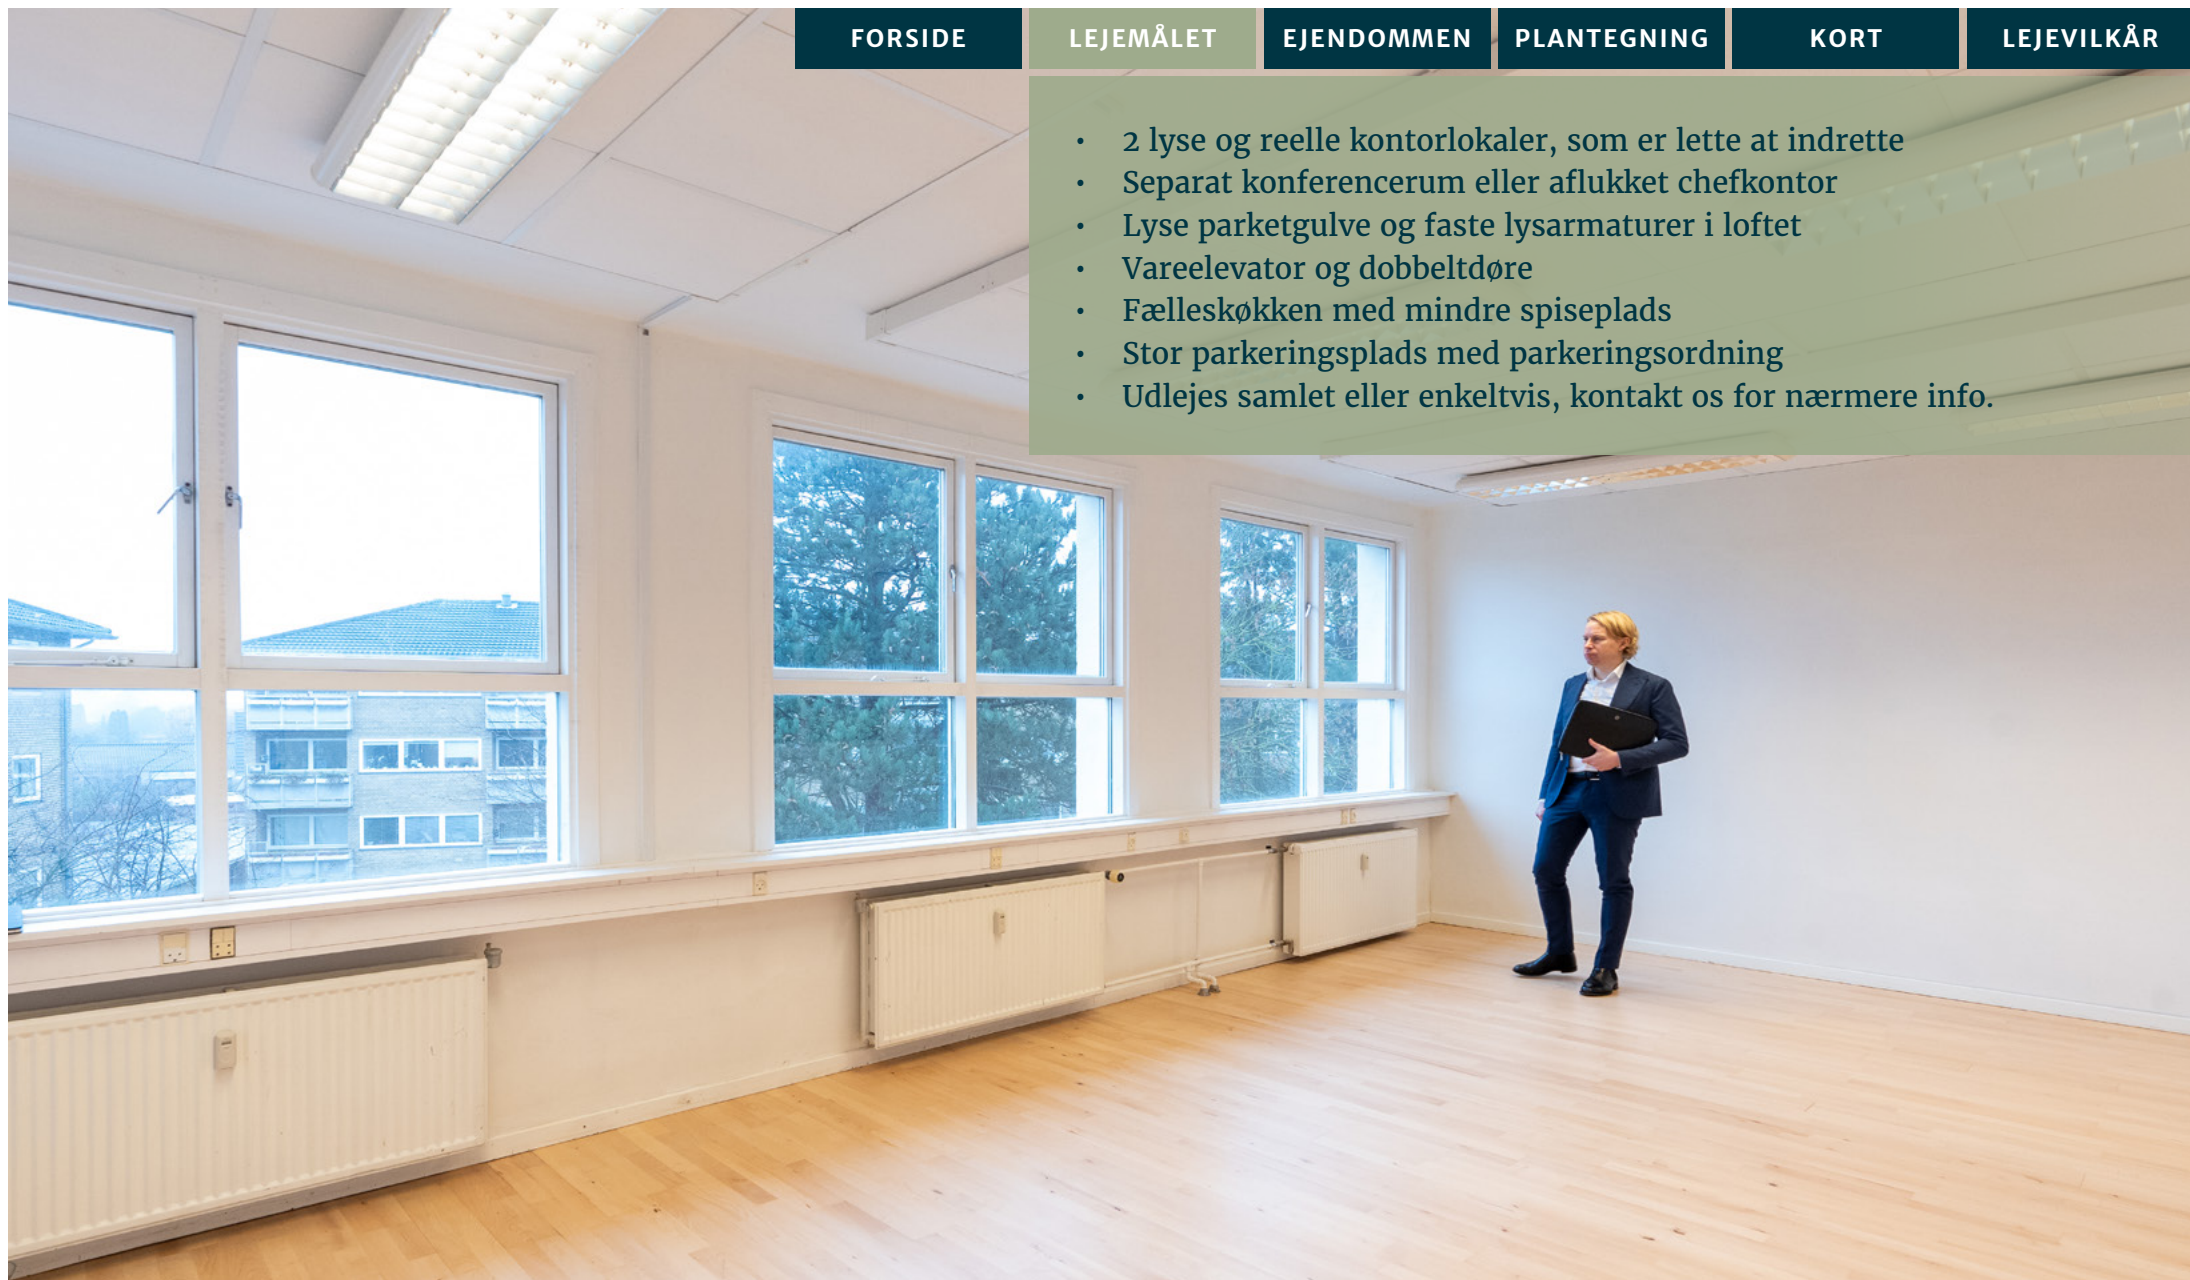 FORSIDE LEJEMÅLET EJENDOMMEN PLANTEGNING KORT LEJEVILKÅR
• 2 lyse og reelle kontorlokaler, som er lette at indrette
• Separat konferencerum eller aflukket chefkontor
• Lyse parketgulve og faste lysarmaturer i loftet
• Vareelevator og dobbeltdøre
• Fælleskøkken med mindre spiseplads
• Stor parkeringsplads med parkeringsordning
• Udlejes samlet eller enkeltvis, kontakt os for nærmere info.